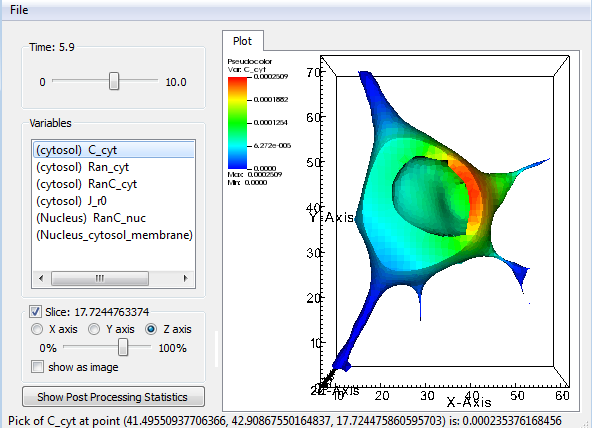 File
Time: 5.9
0 10.0
Variables
(cytosol) C_cyt
(cytosol) Ran_cyt
(cytosol) RanC_cyt
(cytosol) J_r0
(Nucleus) RanC_nuc
(Nucleus_cytosol_membrane)
Slice: 17.7244763374
X axis Y axis Z axis
0% 100%
show as image
Show Post Processing Statistics
Plot
Pseudocolor
Var: C_cyt
0.0002509
0.0001882
0.0001254
6.272e-005
0.0000
Max: 0.0002509
Min: 0.0000
70
60
50
40
Y-Axis
30
20
10
20 30 40 50 60
X-Axis
Pick of C_cyt at point (41.49550937706366, 42.90867550164837, 17.724475860595703) is: 0.000235376168456